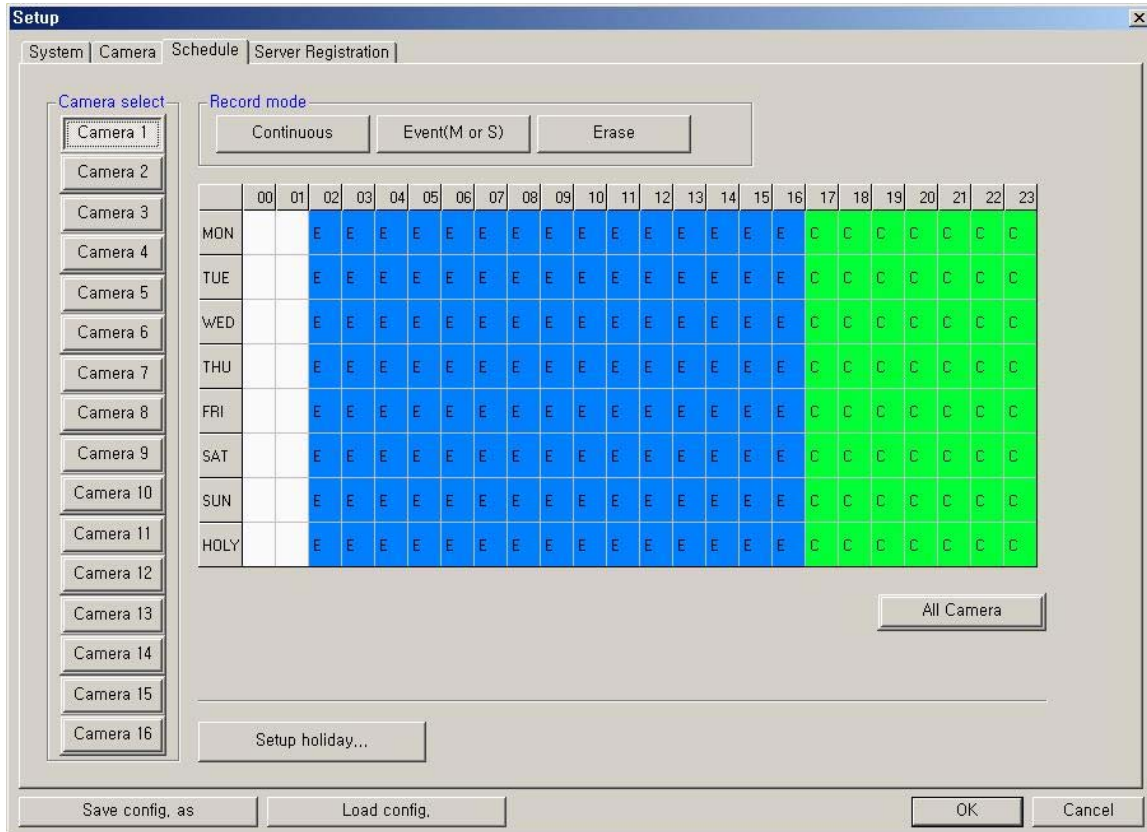 Setup
System Camera Schedule Server Registration
Camera select
Camera 1
Camera 2
Camera 3
Camera 4
Camera 5
Camera 6
Camera 7
Camera 8
Camera 9
Camera 10
Camera 11
Camera 12
Camera 13
Camera 14
Camera 15
Camera 16
Record mode
Continuous Event(M or S) Erase
00 01 02 03 04 05 06 07 08 09 10 11 12 13 14 15 16 17 18 19 20 21 22 23
MON E E E E E E E E E E E E E E E C C C C C C C
TUE E E E E E E E E E E E E E E E C C C C C C C
WED E E E E E E E E E E E E E E E C C C C C C C
THU E E E E E E E E E E E E E E E C C C C C C C
FRI E E E E E E E E E E E E E E E C C C C C C C
SAT E E E E E E E E E E E E E E E C C C C C C C
SUN E E E E E E E E E E E E E E E C C C C C C C
HOLY E E E E E E E E E E E E E E E C C C C C C C
All Camera
Setup holiday...
Save config. as Load config. OK Cancel